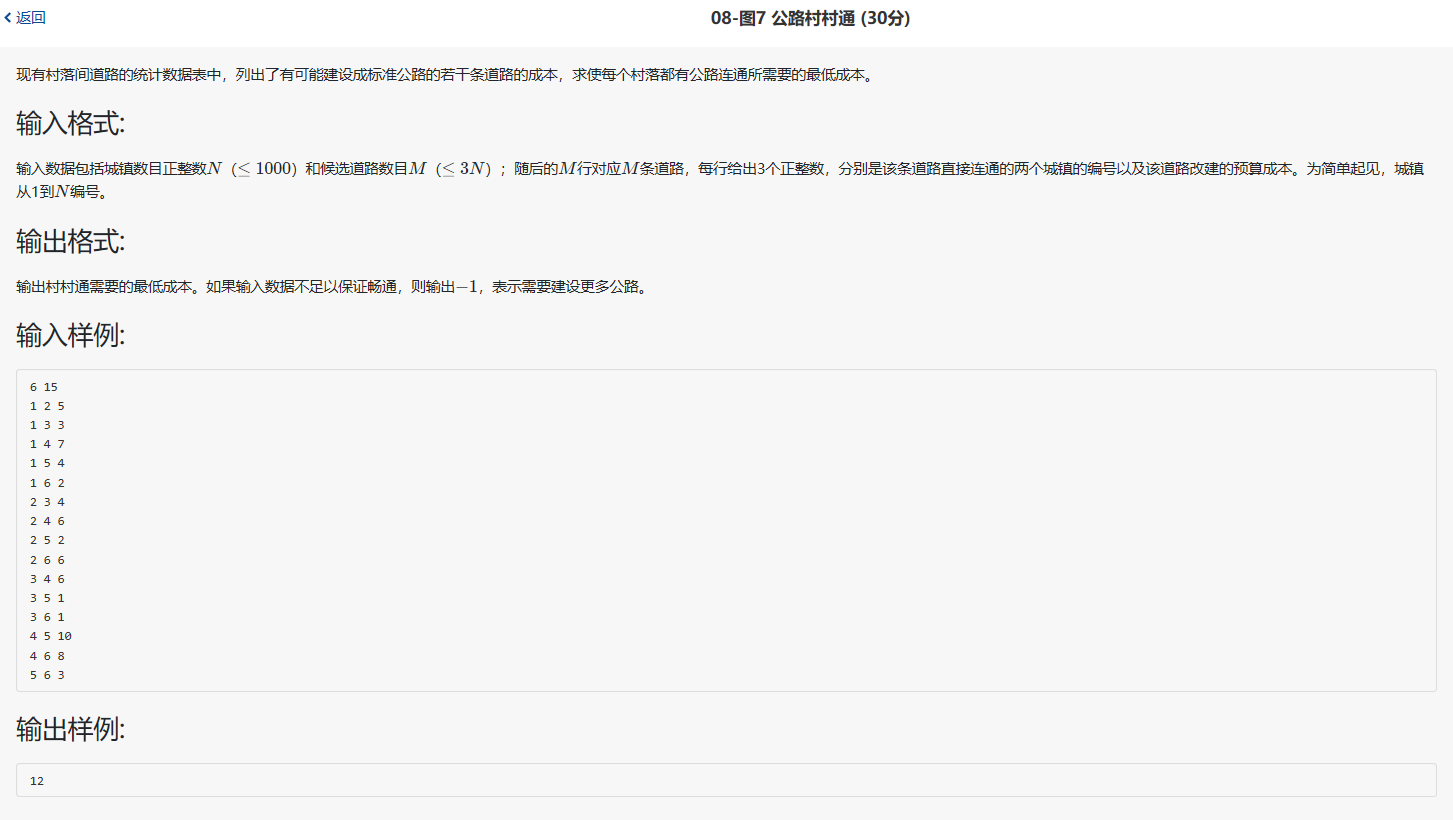 返回
08-图7 公路村村通 (30分)
现有村落间道路的统计数据表中，列出了有可能建设成标准公路的若干条道路的成本，求使每个村落都有公路连通所需要的最低成本。
输入格式:
输入数据包括城镇数目正整数N（≤1000）和候选道路数目M（≤3N）；随后的M行对应M条道路，每行给出3个正整数，分别是该条道路直接连通的两个城镇的编号以及该道路改建的预算成本。为简单起见，城镇
从1到N编号。
输出格式:
输出村村通需要的最低成本。如果输入数据不足以保证畅通，则输出−1，表示需要建设更多公路。
输入样例:
6 15
1 2 5
1 3 3
1 4 7
1 5 4
1 6 2
2 3 4
2 4 6
2 5 2
2 6 6
3 4 6
3 5 1
3 6 1
4 5 10
4 6 8
5 6 3
输出样例:
12